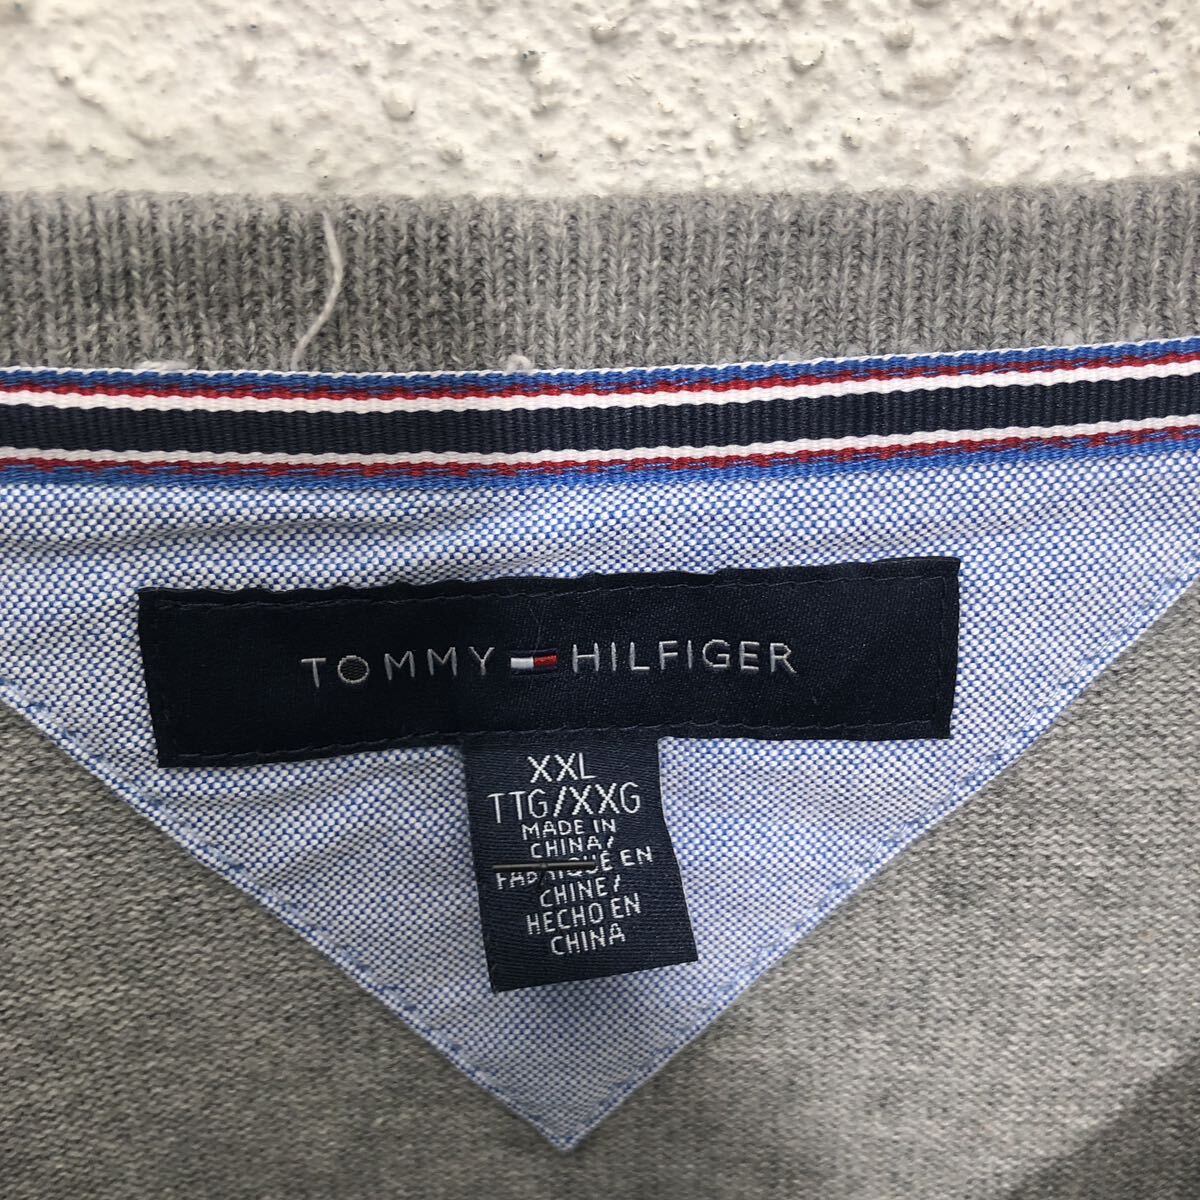 TOMMY HILFIGER
XXL
TTG/XXG
MADE IN
CHINA/
FABRIQUÉ EN
CHINE/
HECHO EN
CHINA